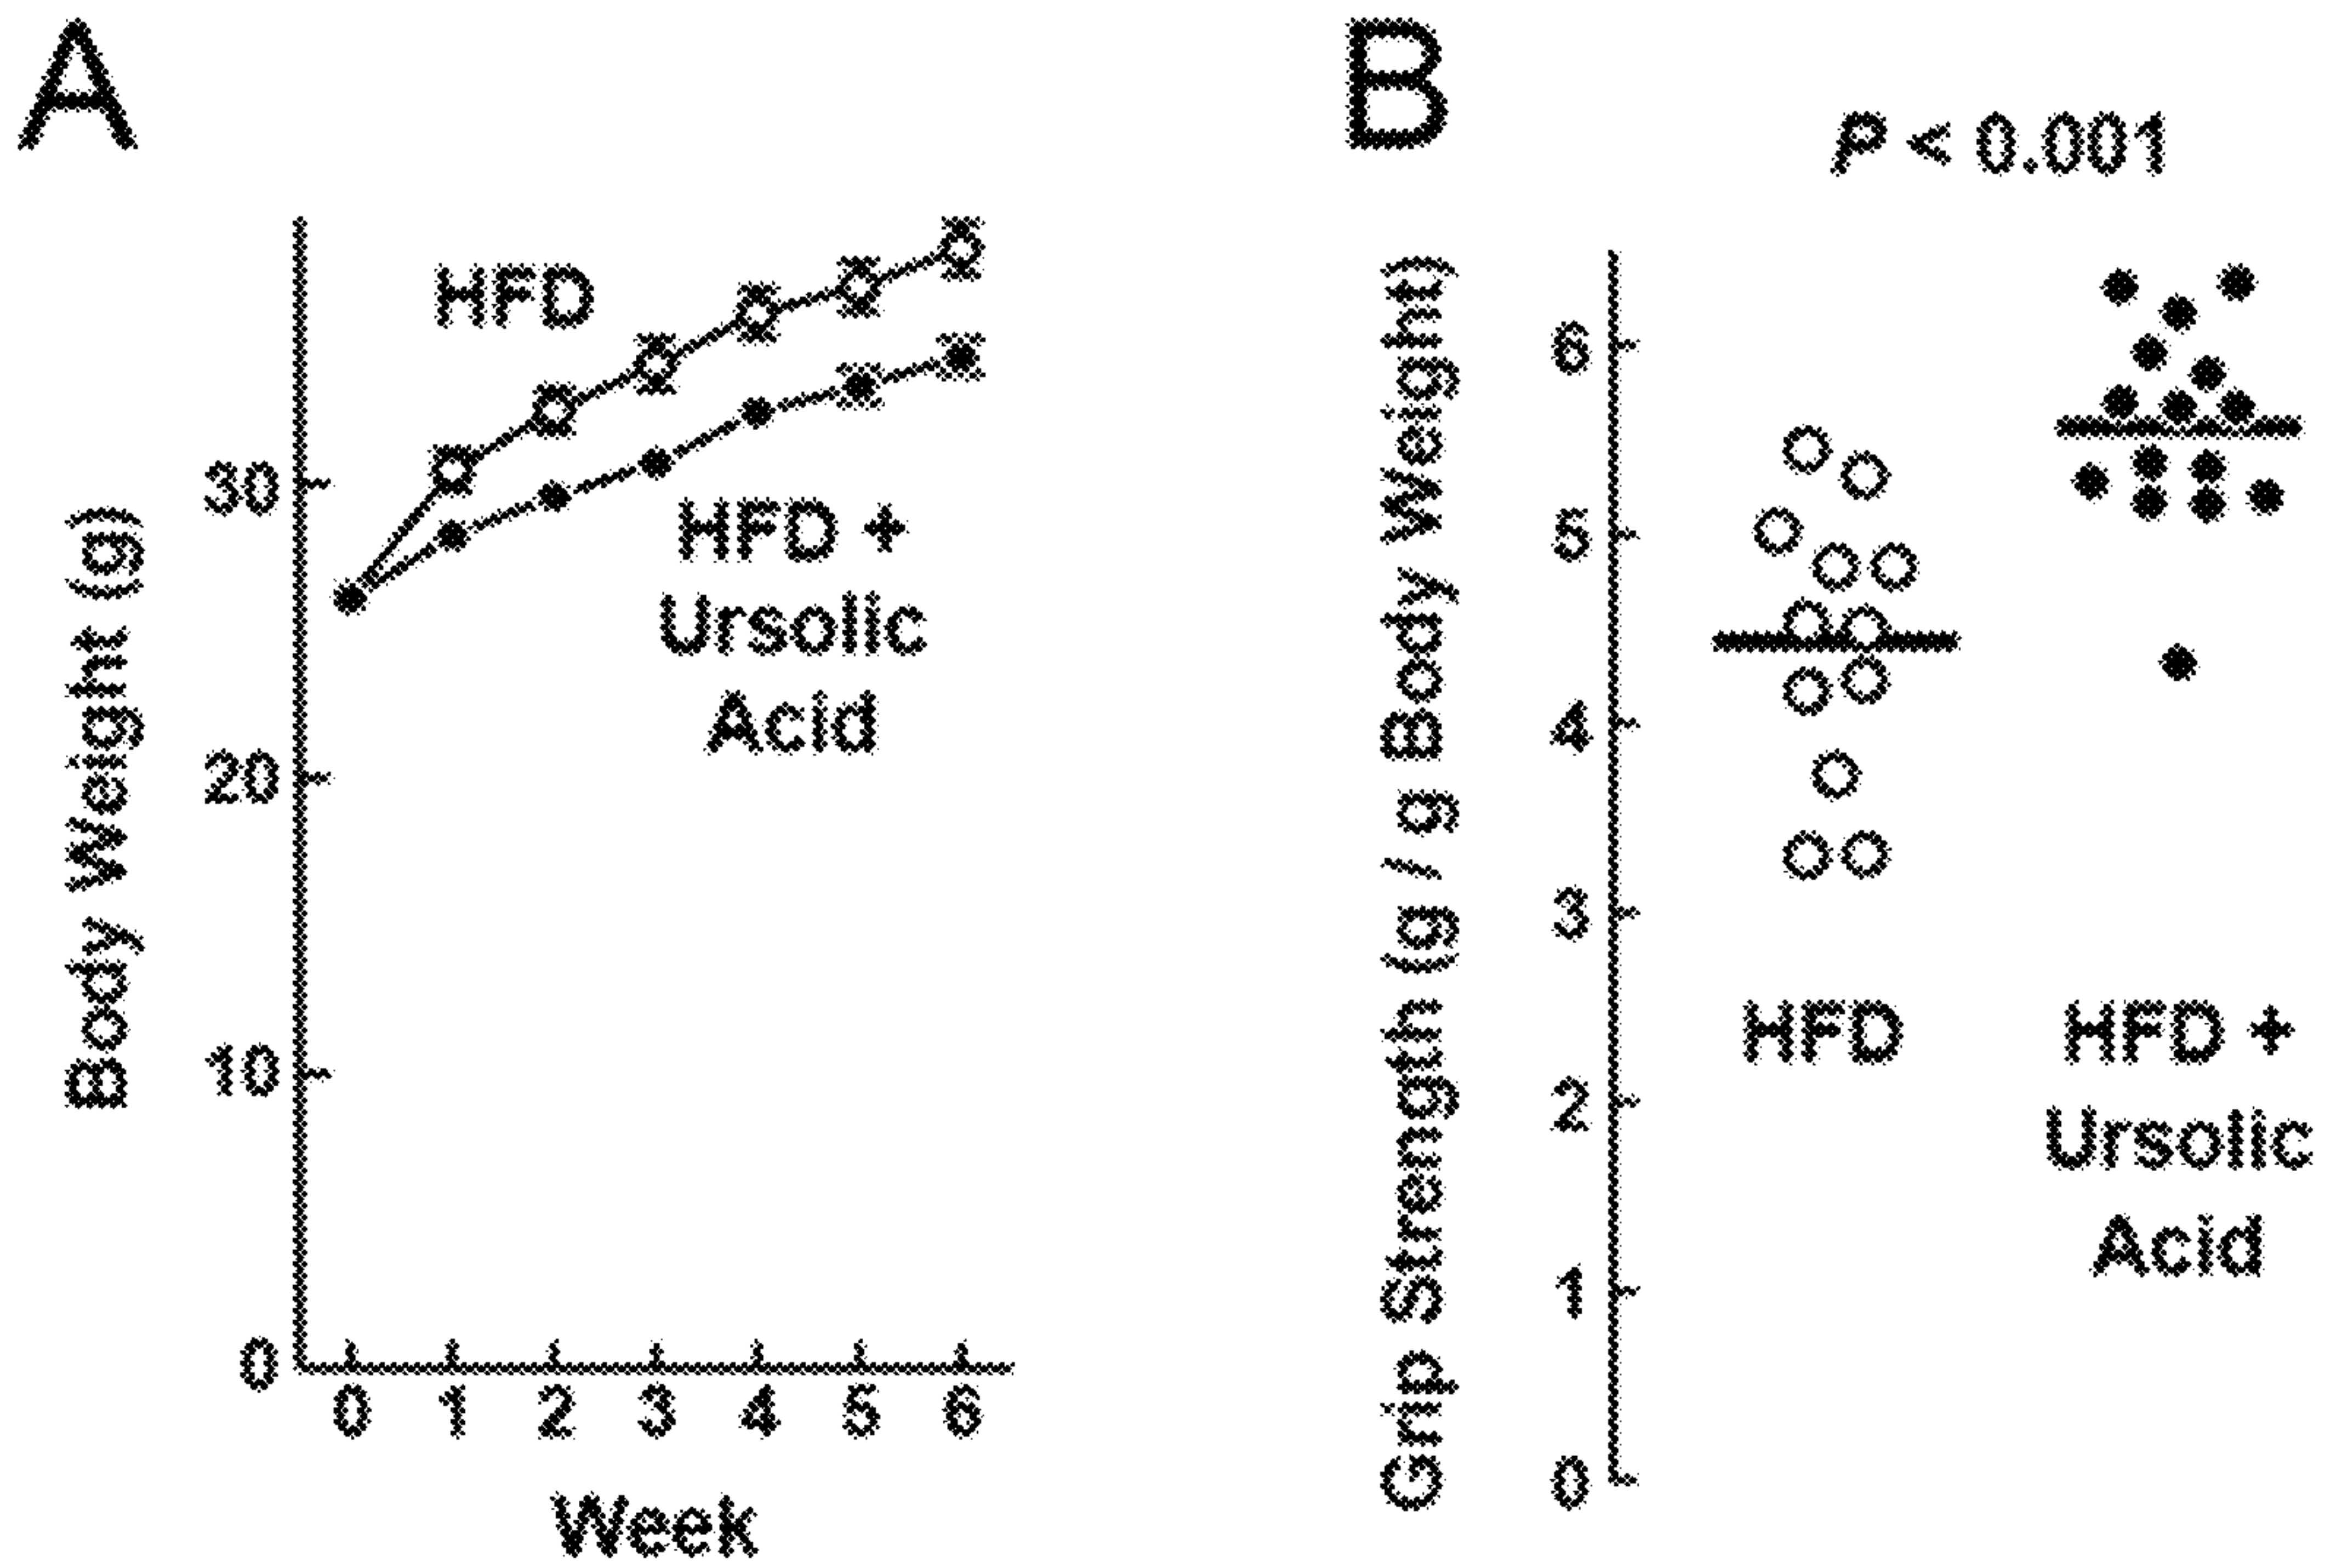 A
Body Weight (g)
30
20
10
0
HFD
HFD +
Ursolic
Acid
0 1 2 3 4 5 6
Week
B
P < 0.001
Grip Strength (g / g Body Weight)
6
5
4
3
2
1
0
HFD
HFD +
Ursolic
Acid